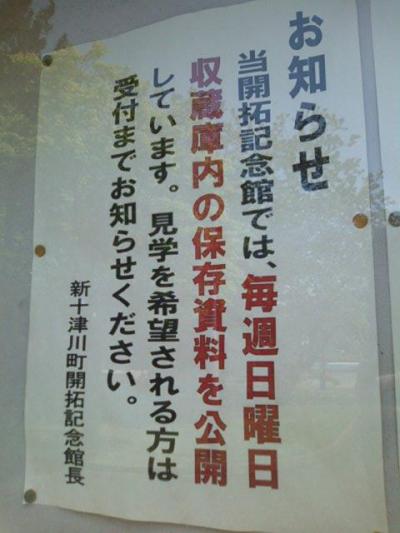 お知らせ
当開拓記念館では、毎週日曜日
収蔵庫内の保存資料を公開
しています。見学を希望される方は
受付までお知らせください。
新十津川町開拓記念館長